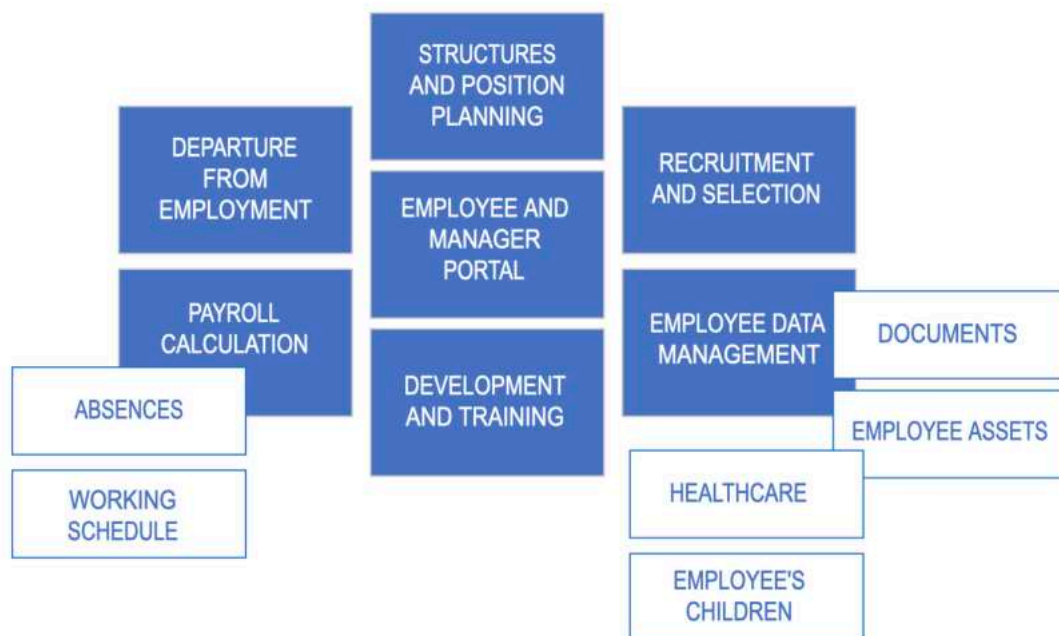 STRUCTURES
AND POSITION
PLANNING
DEPARTURE
FROM
EMPLOYMENT
RECRUITMENT
AND SELECTION
EMPLOYEE AND
MANAGER
PORTAL
PAYROLL
CALCULATION
EMPLOYEE DATA
MANAGEMENT
DOCUMENTS
DEVELOPMENT
AND TRAINING
ABSENCES
EMPLOYEE ASSETS
HEALTHCARE
WORKING
SCHEDULE
EMPLOYEE'S
CHILDREN